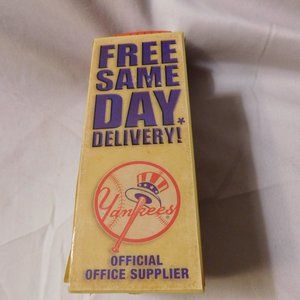 FREE
SAME
DAY*
DELIVERY!
Yankees
OFFICIAL
OFFICE SUPPLIER